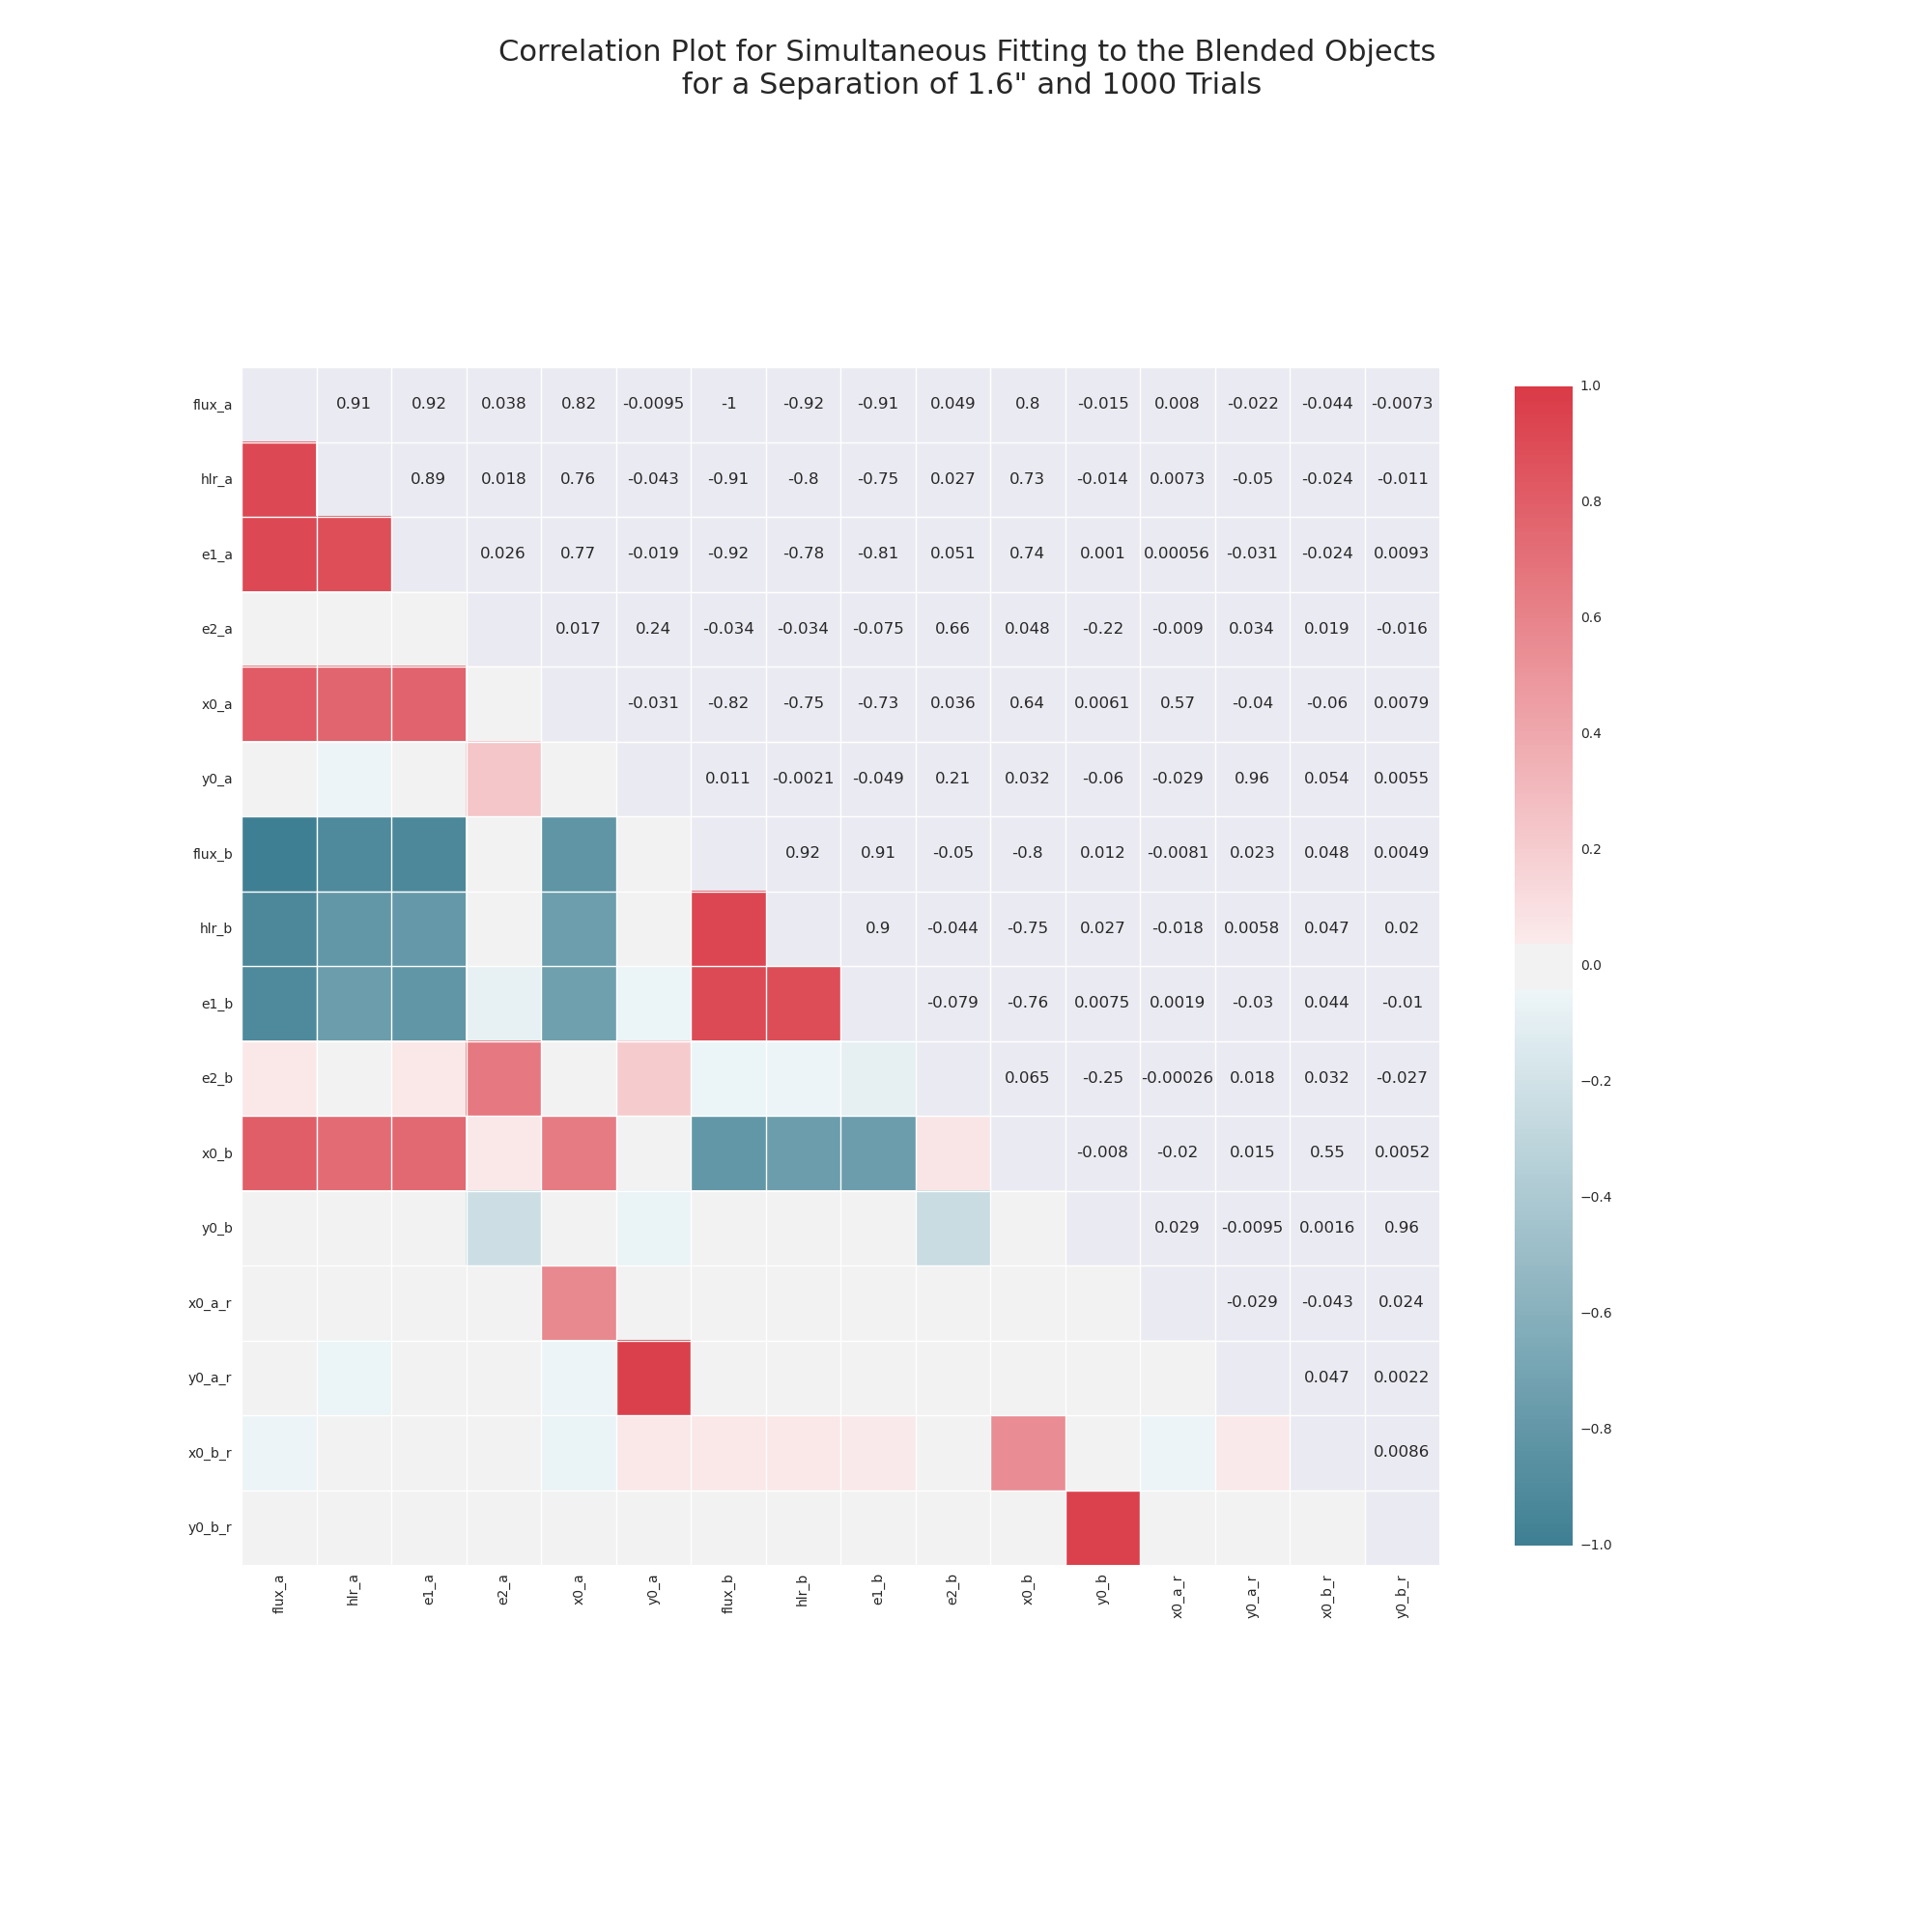 Correlation Plot for Simultaneous Fitting to the Blended Objects
for a Separation of 1.6" and 1000 Trials
flux_a 0.91 0.92 0.038 0.82 -0.0095 -1 -0.92 -0.91 0.049 0.8 -0.015 0.008 -0.022 -0.044 -0.0073
hlr_a 0.89 0.018 0.76 -0.043 -0.91 -0.8 -0.75 0.027 0.73 -0.014 0.0073 -0.05 -0.024 -0.011
e1_a 0.026 0.77 -0.019 -0.92 -0.78 -0.81 0.051 0.74 0.001 0.00056 -0.031 -0.024 0.0093
e2_a 0.017 0.24 -0.034 -0.034 -0.075 0.66 0.048 -0.22 -0.009 0.034 0.019 -0.016
x0_a -0.031 -0.82 -0.75 -0.73 0.036 0.64 0.0061 0.57 -0.04 -0.06 0.0079
y0_a 0.011 -0.0021 -0.049 0.21 0.032 -0.06 -0.029 0.96 0.054 0.0055
flux_b 0.92 0.91 -0.05 -0.8 0.012 -0.0081 0.023 0.048 0.0049
hlr_b 0.9 -0.044 -0.75 0.027 -0.018 0.0058 0.047 0.02
e1_b -0.079 -0.76 0.0075 0.0019 -0.03 0.044 -0.01
e2_b 0.065 -0.25 -0.00026 0.018 0.032 -0.027
x0_b -0.008 -0.02 0.015 0.55 0.0052
y0_b 0.029 -0.0095 0.0016 0.96
x0_a_r -0.029 -0.043 0.024
y0_a_r 0.047 0.0022
x0_b_r 0.0086
y0_b_r
flux_a hlr_a e1_a e2_a x0_a y0_a flux_b hlr_b e1_b e2_b x0_b y0_b x0_a_r y0_a_r x0_b_r y0_b_r
1.0
0.8
0.6
0.4
0.2
0.0
−0.2
−0.4
−0.6
−0.8
−1.0